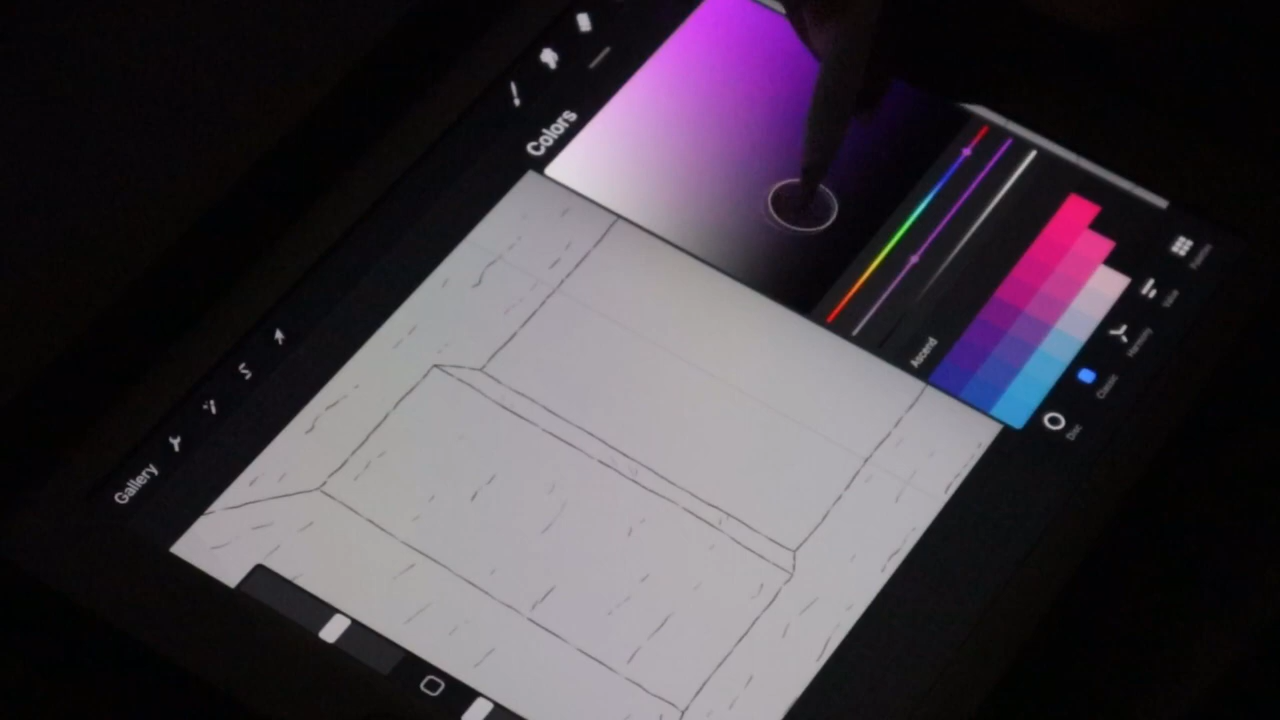 Gallery
Colors
Ascend
Disc
Classic
Harmony
Value
Palettes